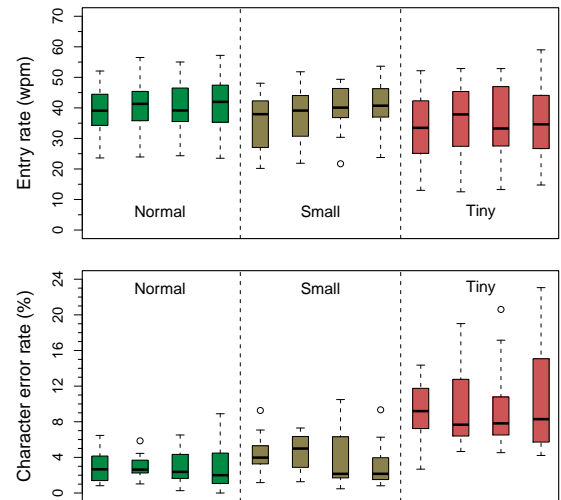 Entry rate (wpm)
70
60
50
40
30
20
10
0
Normal
Small
Tiny
Character error rate (%)
24
20
16
12
8
4
0
Normal
Small
Tiny